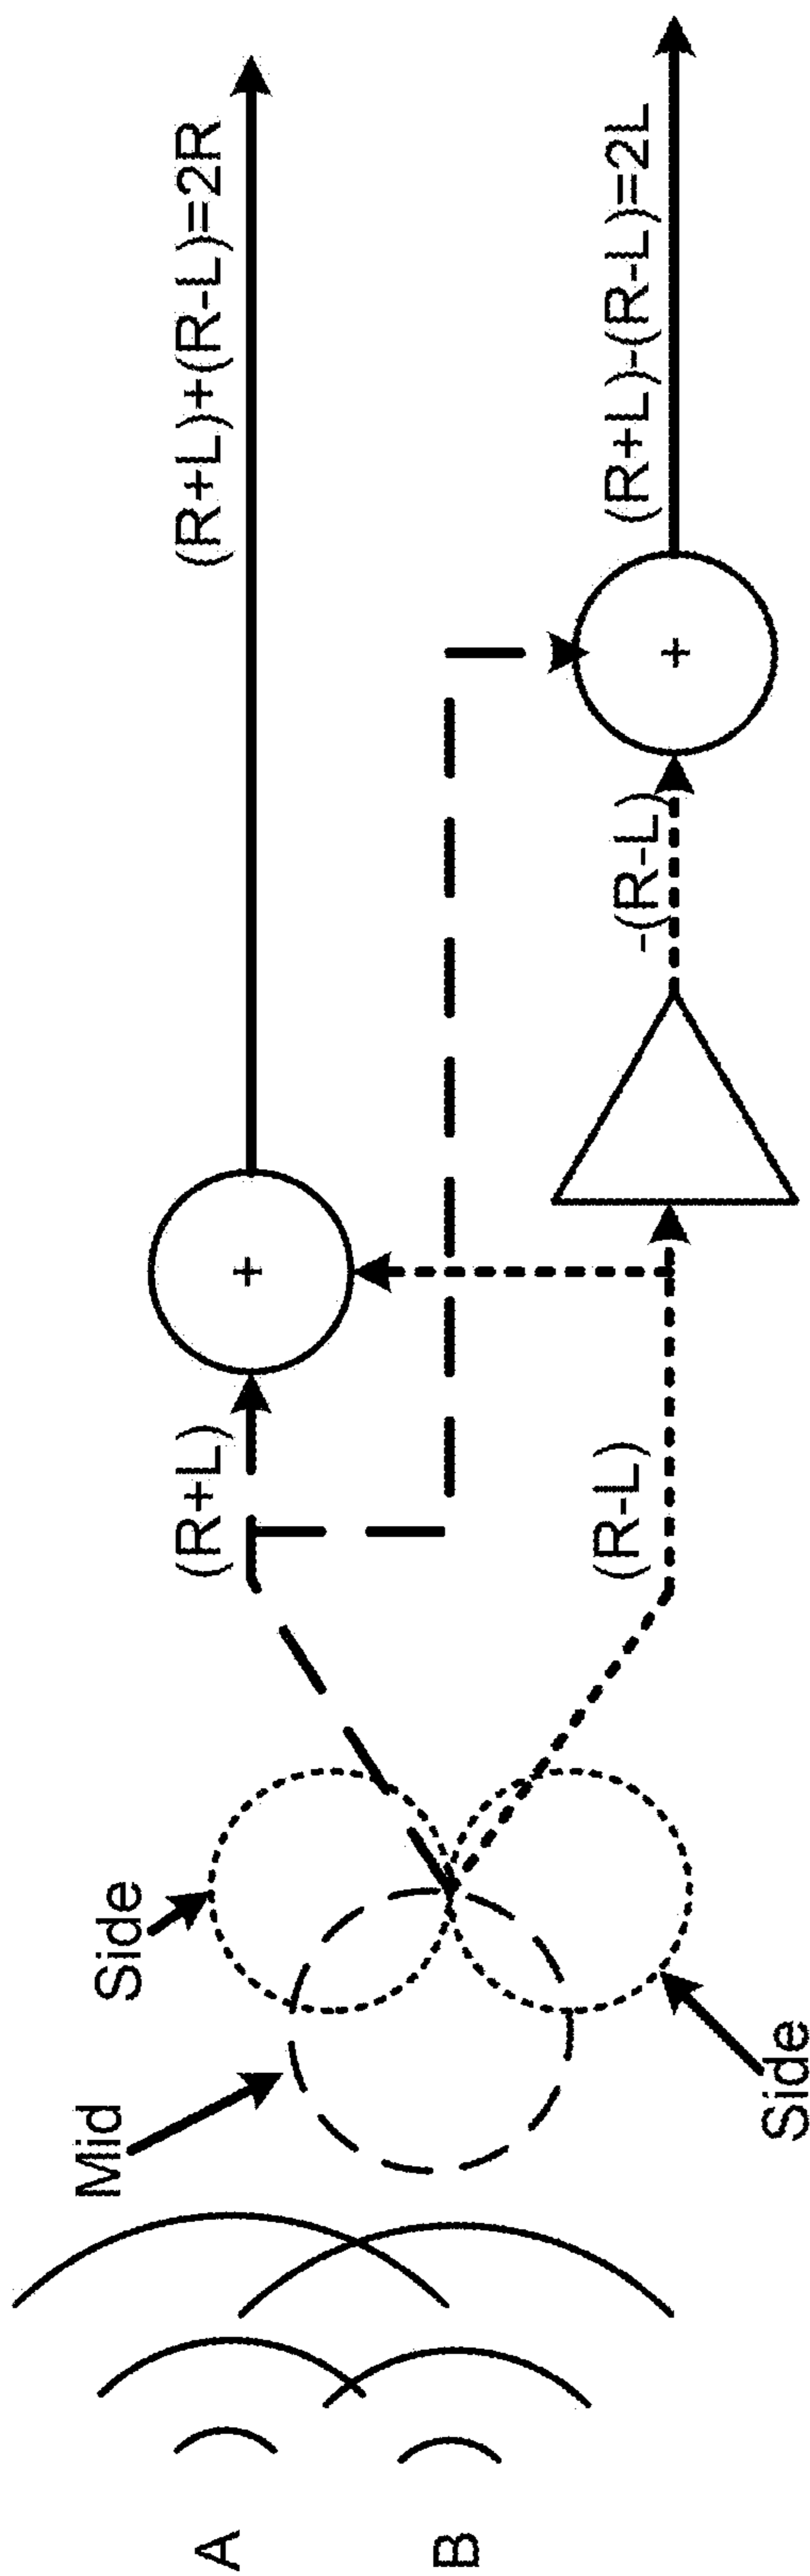 A
B
Mid
Side
Side
(R+L)
(R-L)
+
-(R-L)
+
(R+L)+(R-L)=2R
(R+L)-(R-L)=2L